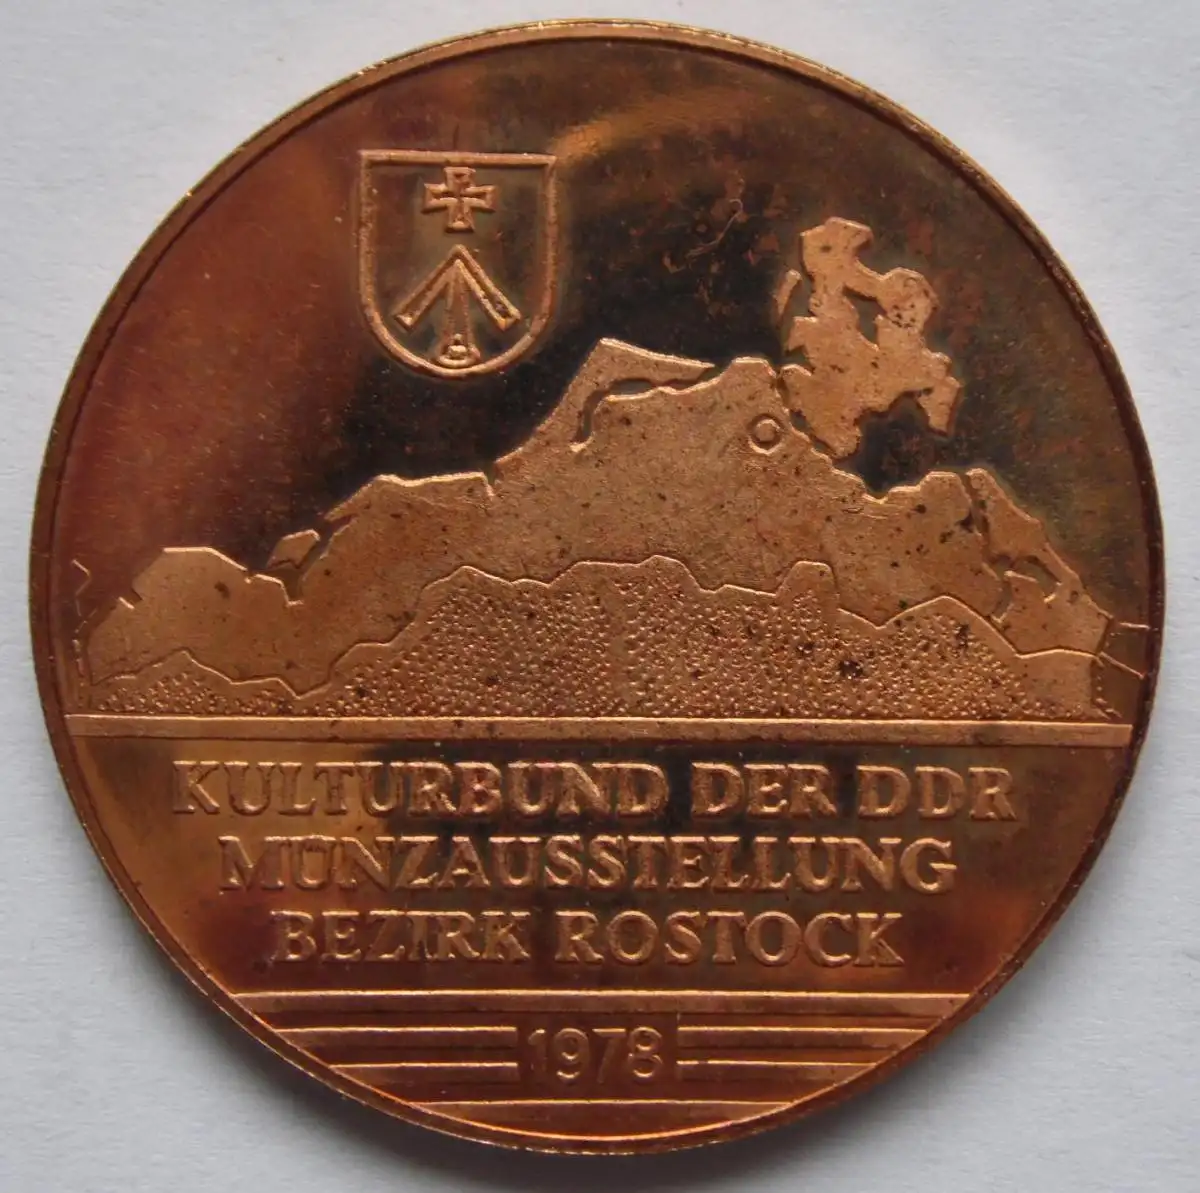 KULTURBUND DER DDR
MÜNZAUSSTELLUNG
BEZIRK ROSTOCK
1978